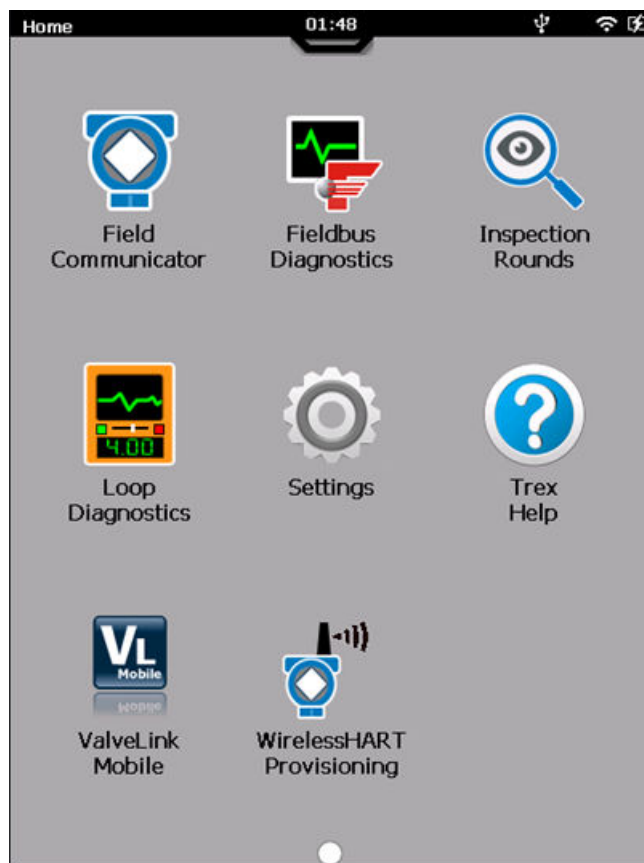 Home 01:48
Field Fieldbus Inspection
Communicator Diagnostics Rounds
4.00
Loop Settings Trex
Diagnostics Help
VL
Mobile
ValveLink WirelessHART
Mobile Provisioning